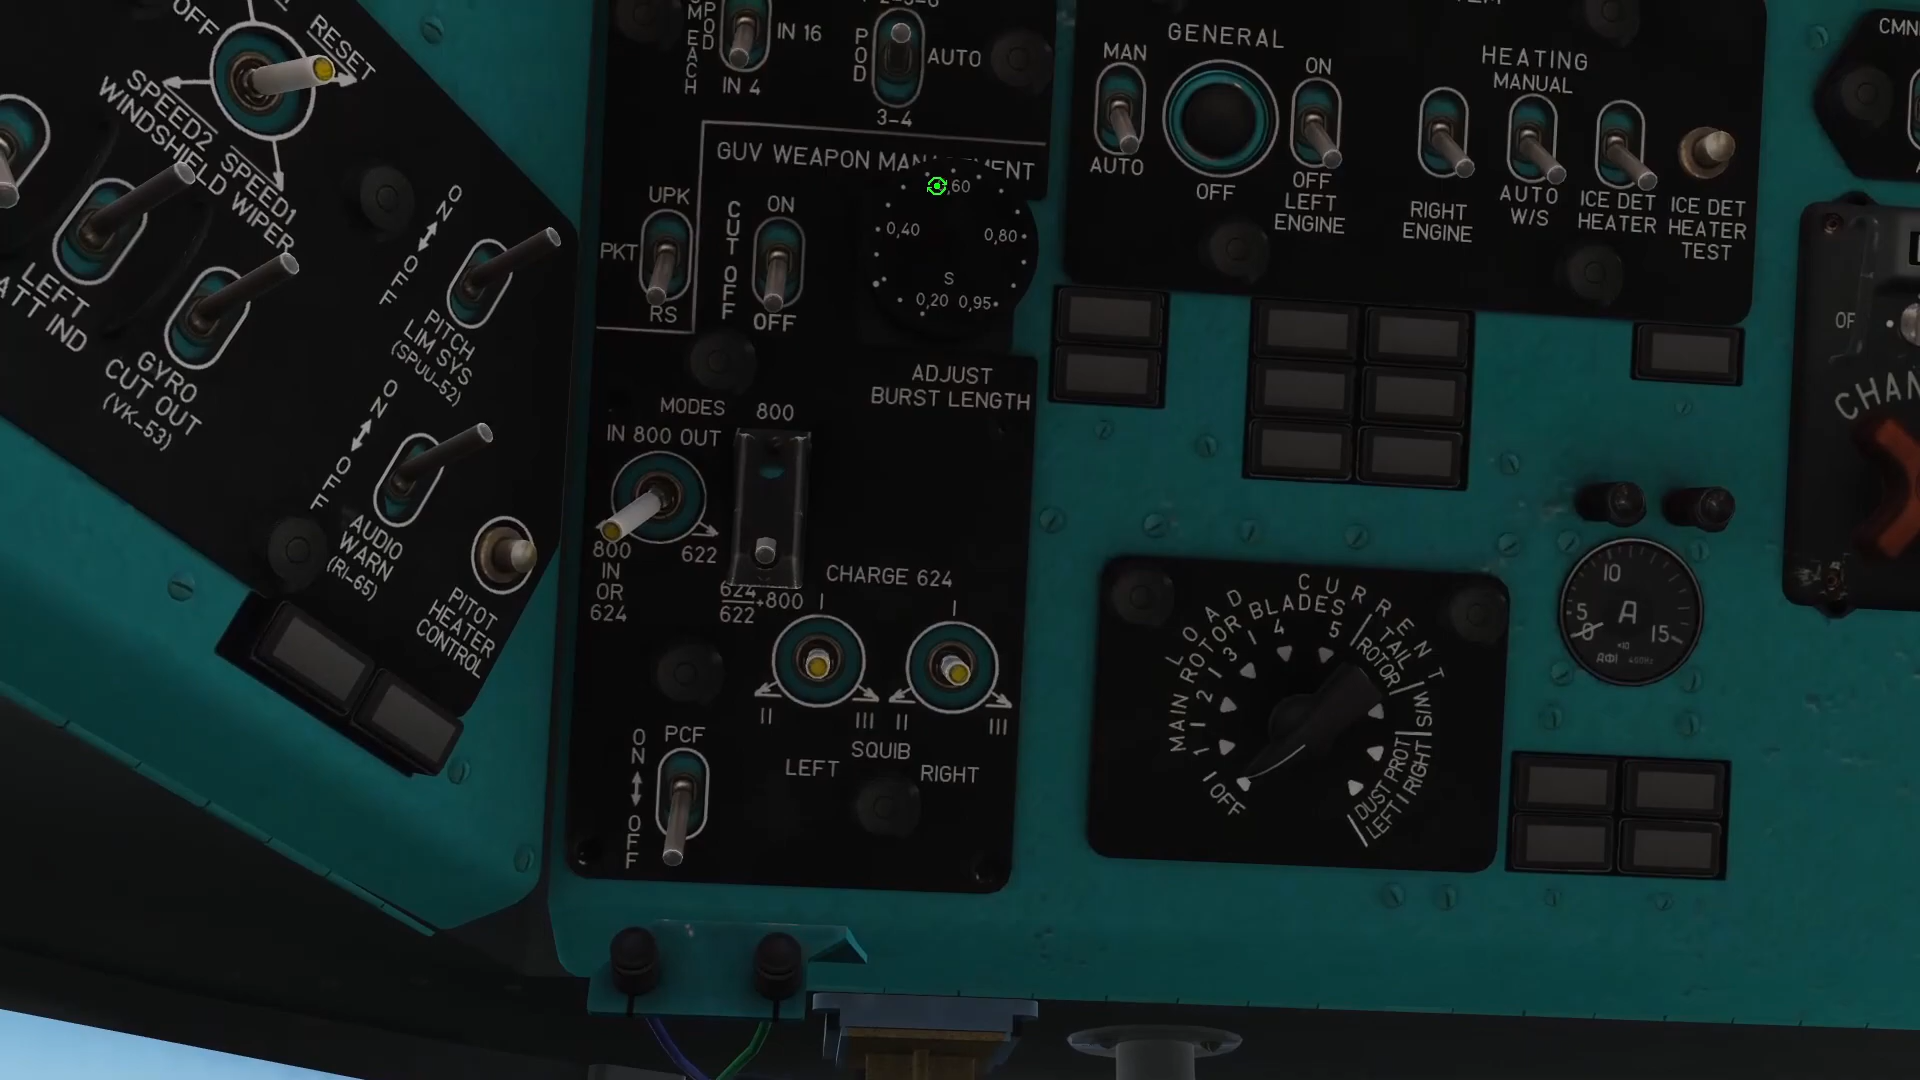 OFF
RESET
SPEED2
SPEED1
WINDSHIELD WIPER
LEFT
ATT IND
GYRO
CUT OUT
(VK-53)
ON
OFF
PITCH
LIM SYS
(SPUU-52)
ON
OFF
AUDIO
WARN
(RI-65)
PITOT
HEATER
CONTROL
EACH
POD
IN 16
IN 4
POD
AUTO
3-4
GUV WEAPON
UPK
PKT
RS
CUT OFF
ON
OFF
0,20
0,40
,60
0,80
0,95
S
ADJUST
BURST LENGTH
MODES
IN 800 OUT
800
IN
OR
624
622
800
624
622
+800
CHARGE 624
I
II
III
I
II
III
SQUIB
LEFT
RIGHT
PCF
ON
OFF
MAN
AUTO
GENERAL
OFF
ON
OFF
LEFT
ENGINE
HEATING
MANUAL
RIGHT
ENGINE
AUTO
W/S
ICE DET
HEATER
ICE DET
HEATER
TEST
LOAD CURRENT
MAIN ROTOR BLADES
1 2 3 4 5
TAIL
ROTOR
W
DUST PROT
LEFT
RIGHT
OFF
0
5
10
15
A
×10
400Hz
CMN
OF
CHAN